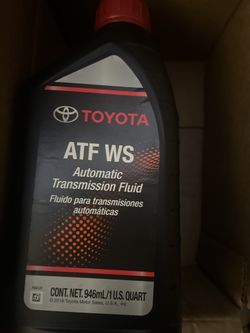 TOYOTA
ATF WS
Automatic
Transmission Fluid
Fluido para transmisiones
automáticas
CONT. NET. 946mL/1 U.S. QUART
© 2016 Toyota Motor Sales, U.S.A., Inc.